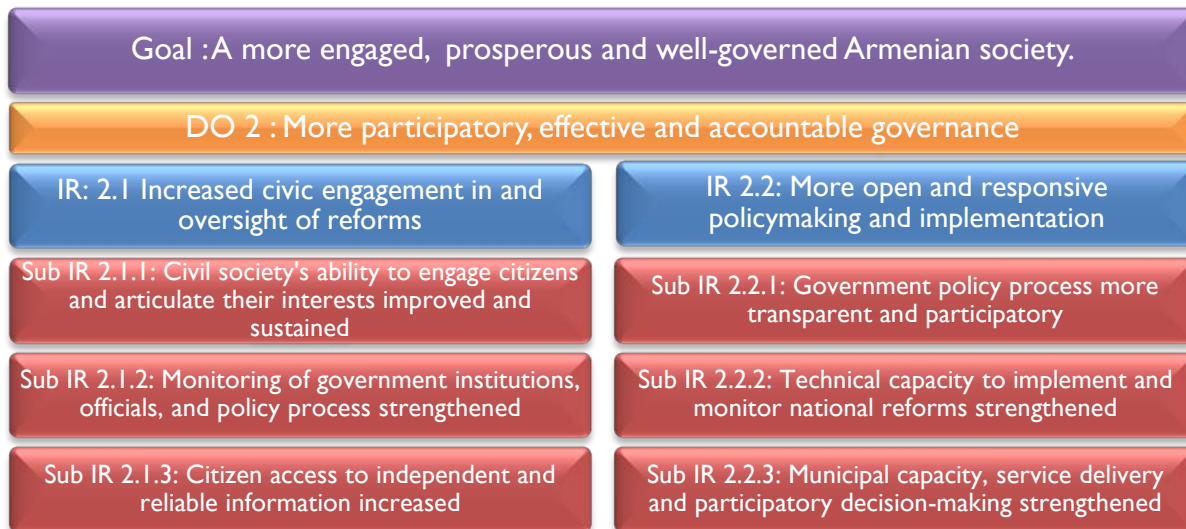 Goal : A more engaged, prosperous and well-governed Armenian society.
DO 2 : More participatory, effective and accountable governance
IR: 2.1 Increased civic engagement in and
oversight of reforms
IR 2.2: More open and responsive
policymaking and implementation
Sub IR 2.1.1: Civil society's ability to engage citizens
and articulate their interests improved and
sustained
Sub IR 2.2.1: Government policy process more
transparent and participatory
Sub IR 2.1.2: Monitoring of government institutions,
officials, and policy process strengthened
Sub IR 2.2.2: Technical capacity to implement and
monitor national reforms strengthened
Sub IR 2.1.3: Citizen access to independent and
reliable information increased
Sub IR 2.2.3: Municipal capacity, service delivery
and participatory decision-making strengthened